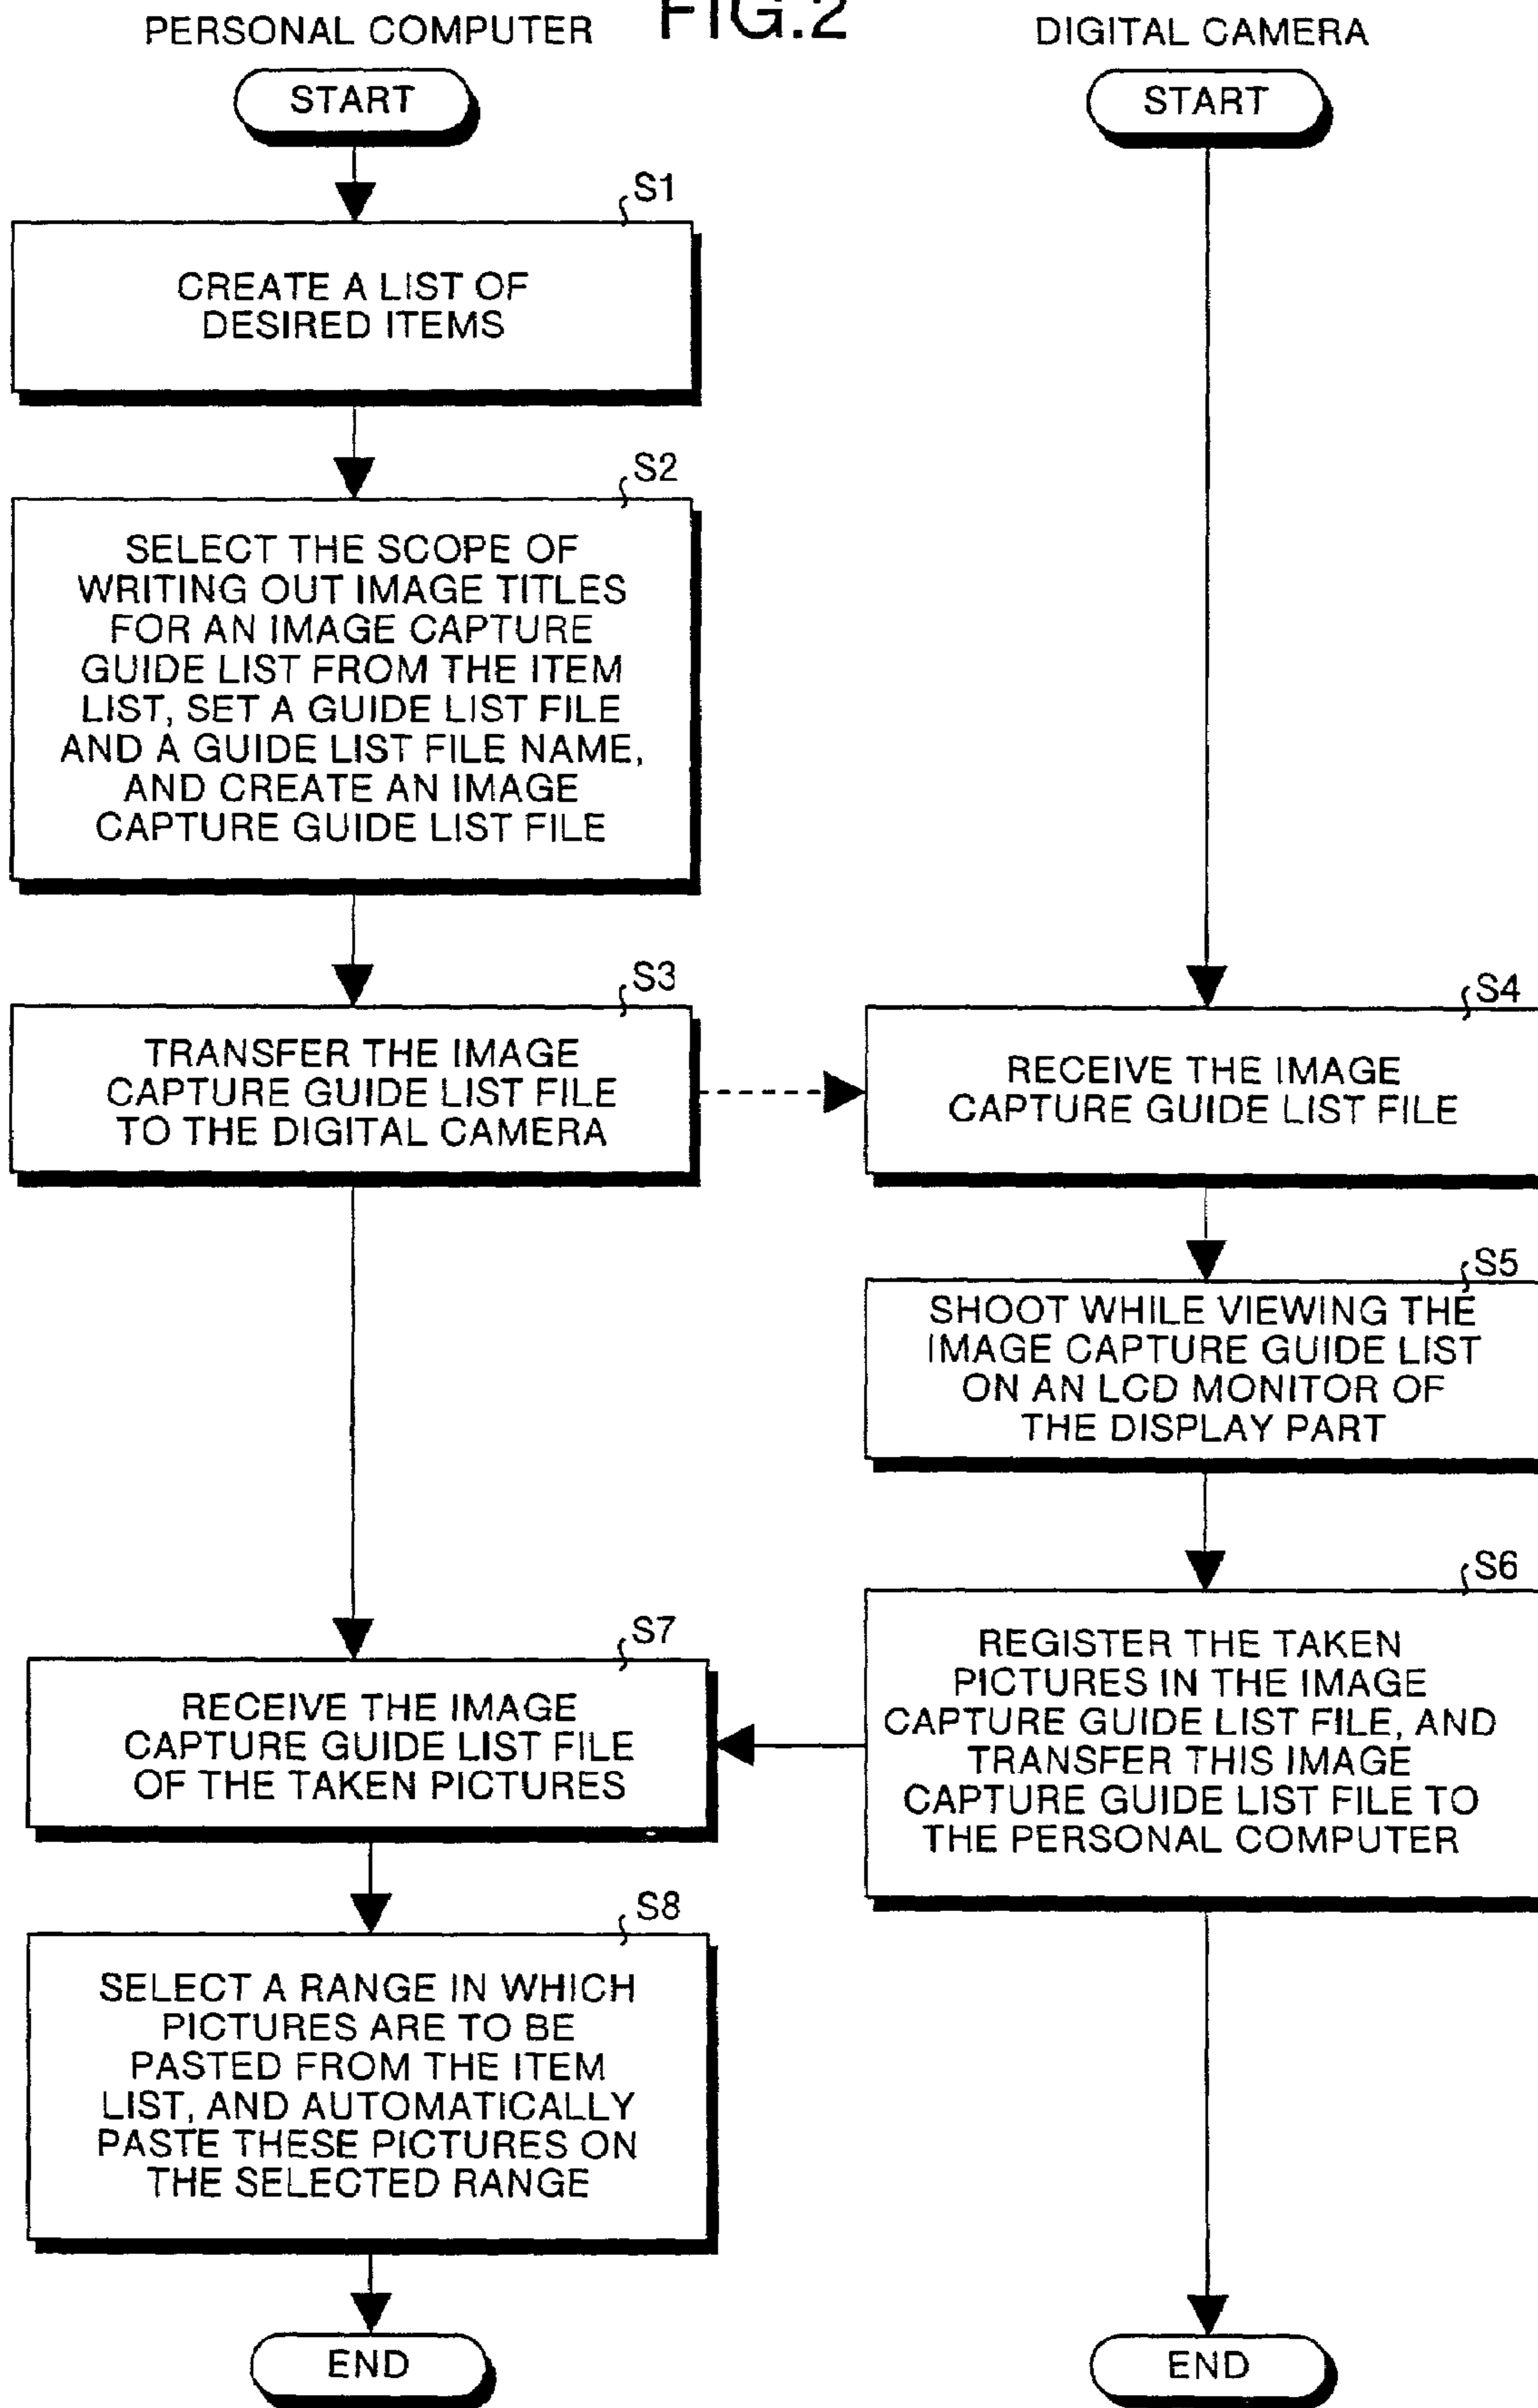 FIG.2
PERSONAL COMPUTER
DIGITAL CAMERA
START
START
S1
CREATE A LIST OF
DESIRED ITEMS
S2
SELECT THE SCOPE OF
WRITING OUT IMAGE TITLES
FOR AN IMAGE CAPTURE
GUIDE LIST FROM THE ITEM
LIST, SET A GUIDE LIST FILE
AND A GUIDE LIST FILE NAME,
AND CREATE AN IMAGE
CAPTURE GUIDE LIST FILE
S3
TRANSFER THE IMAGE
CAPTURE GUIDE LIST FILE
TO THE DIGITAL CAMERA
S4
RECEIVE THE IMAGE
CAPTURE GUIDE LIST FILE
S5
SHOOT WHILE VIEWING THE
IMAGE CAPTURE GUIDE LIST
ON AN LCD MONITOR OF
THE DISPLAY PART
S6
REGISTER THE TAKEN
PICTURES IN THE IMAGE
CAPTURE GUIDE LIST FILE, AND
TRANSFER THIS IMAGE
CAPTURE GUIDE LIST FILE TO
THE PERSONAL COMPUTER
S7
RECEIVE THE IMAGE
CAPTURE GUIDE LIST FILE
OF THE TAKEN PICTURES
S8
SELECT A RANGE IN WHICH
PICTURES ARE TO BE
PASTED FROM THE ITEM
LIST, AND AUTOMATICALLY
PASTE THESE PICTURES ON
THE SELECTED RANGE
END
END